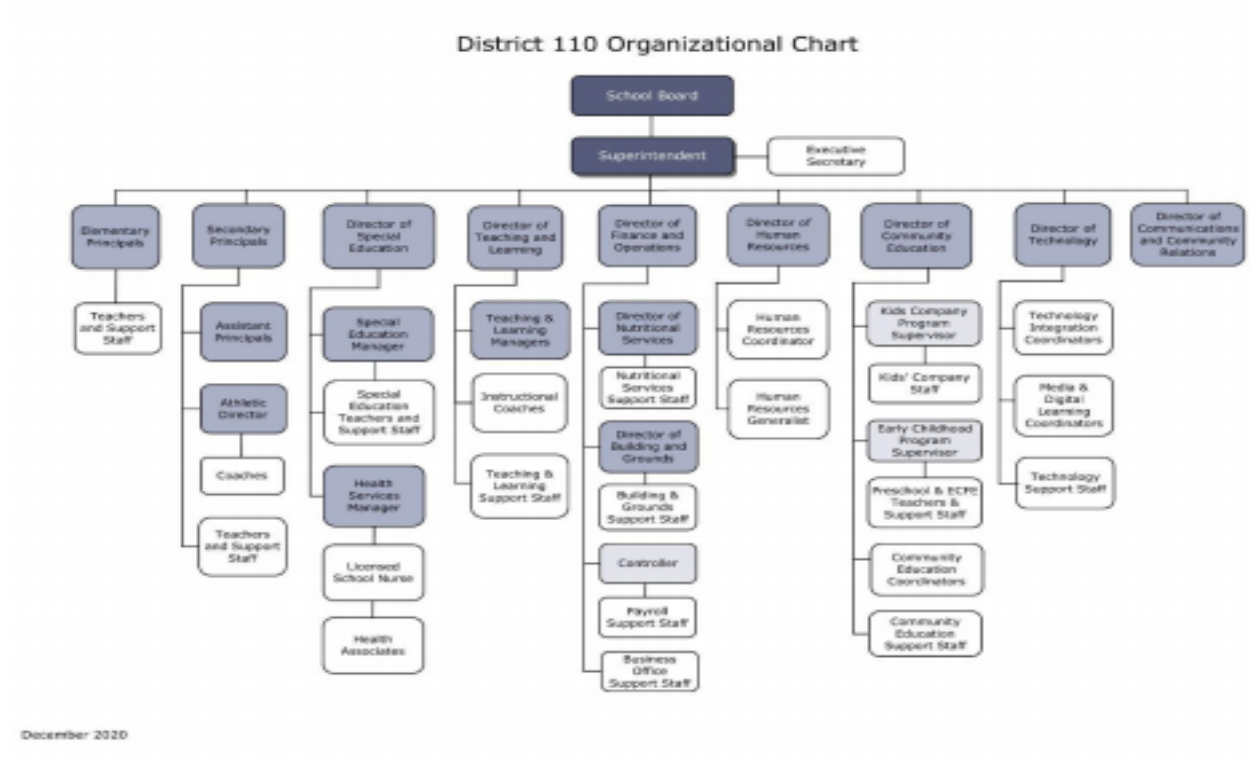 District 110 Organizational Chart
School Board
Superintendent
Executive
Secretary
Elementary
Principals
Secondary
Principals
Director of
Special
Education
Director of
Teaching and
Learning
Director of
Finance and
Operations
Director of
Human
Resources
Director of
Community
Education
Director of
Technology
Director of
Communications
and Community
Relations
Teachers
and Support
Staff
Assistant
Principals
Athletic
Director
Coaches
Teachers
and Support
Staff
Special
Education
Manager
Special
Education
Teachers and
Support Staff
Health
Services
Manager
Licensed
School Nurse
Health
Associates
Teaching &
Learning
Managers
Instructional
Coaches
Teaching &
Learning
Support Staff
Director of
Nutritional
Services
Nutritional
Services
Support Staff
Director of
Building and
Grounds
Building &
Grounds
Support Staff
Controller
Payroll
Support Staff
Business
Office
Support Staff
Human
Resources
Coordinator
Human
Resources
Generalist
Kids Company
Program
Supervisor
Kids' Company
Staff
Early Childhood
Program
Supervisor
Preschool & ECFE
Teachers &
Support Staff
Community
Education
Coordinators
Community
Education
Support Staff
Technology
Integration
Coordinators
Media &
Digital
Learning
Coordinators
Technology
Support Staff
December 2020